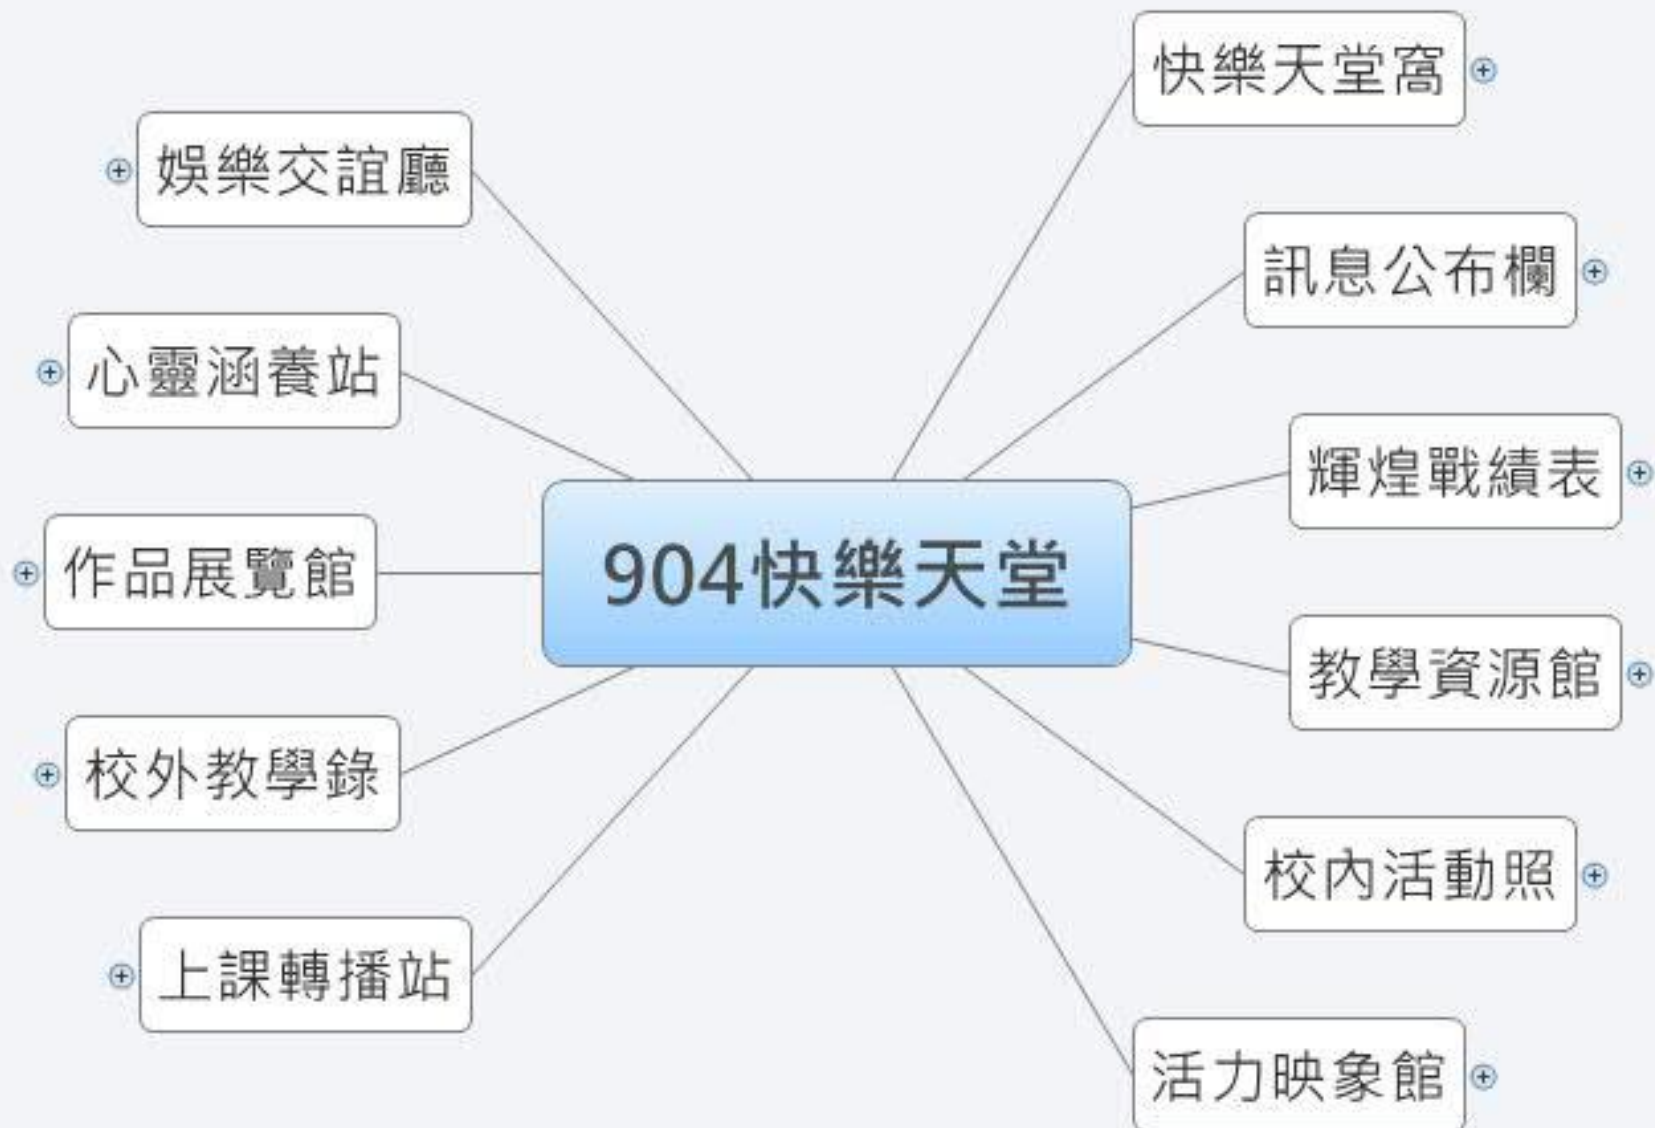 快樂天堂窩
娛樂交誼廳
訊息公布欄
心靈涵養站
輝煌戰績表
904快樂天堂
作品展覽館
教學資源館
校外教學錄
校內活動照
上課轉播站
活力映象館